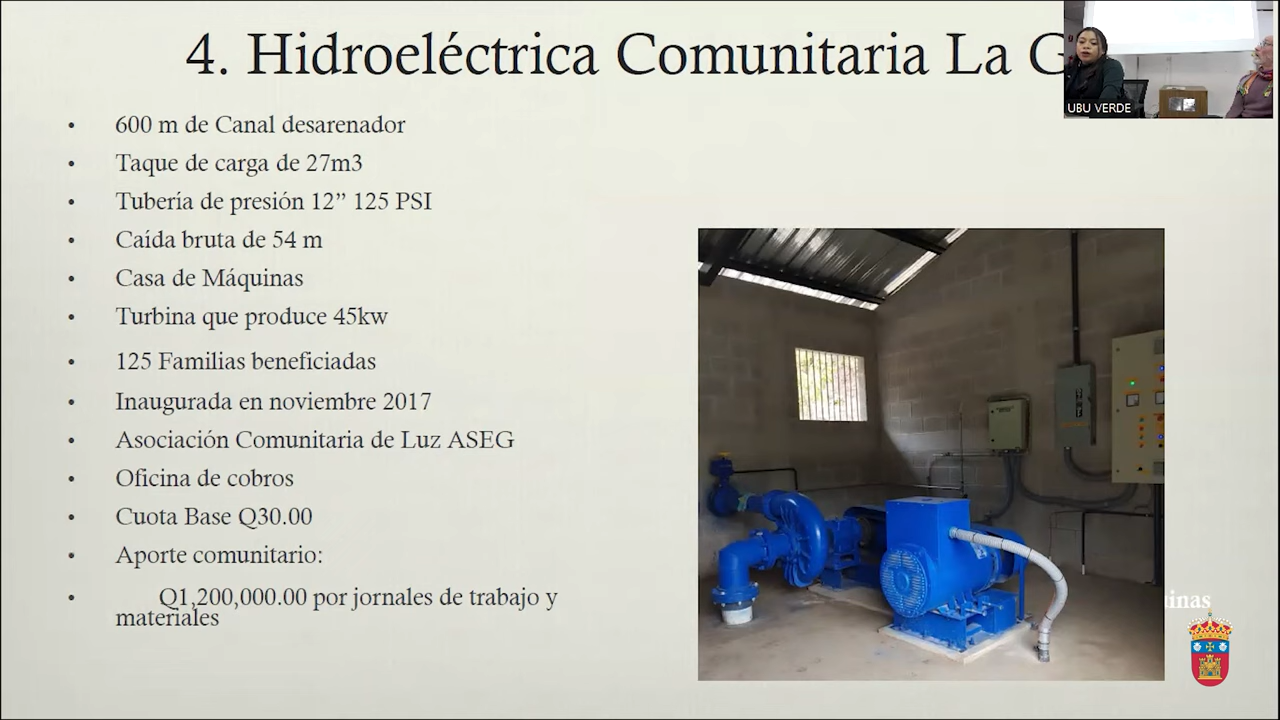 4. Hidroeléctrica Comunitaria La G
UBU VERDE
• 600 m de Canal desarenador
• Taque de carga de 27m3
• Tubería de presión 12” 125 PSI
• Caída bruta de 54 m
• Casa de Máquinas
• Turbina que produce 45kw
• 125 Familias beneficiadas
• Inaugurada en noviembre 2017
• Asociación Comunitaria de Luz ASEG
• Oficina de cobros
• Cuota Base Q30.00
• Aporte comunitario:
• Q1,200,000.00 por jornales de trabajo y
materiales
inas